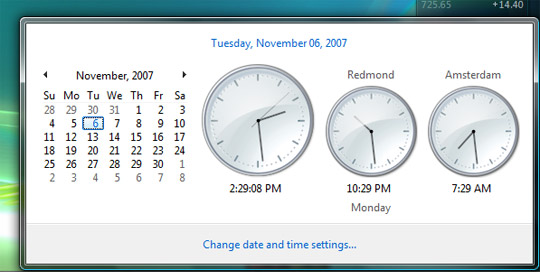 725.65 +14.40
Tuesday, November 06, 2007
November, 2007
Su Mo Tu We Th Fr Sa
28 29 30 31 1 2 3
4 5 6 7 8 9 10
11 12 13 14 15 16 17
18 19 20 21 22 23 24
25 26 27 28 29 30 1
2 3 4 5 6 7 8
2:29:08 PM
Redmond
10:29 PM
Monday
Amsterdam
7:29 AM
Change date and time settings...